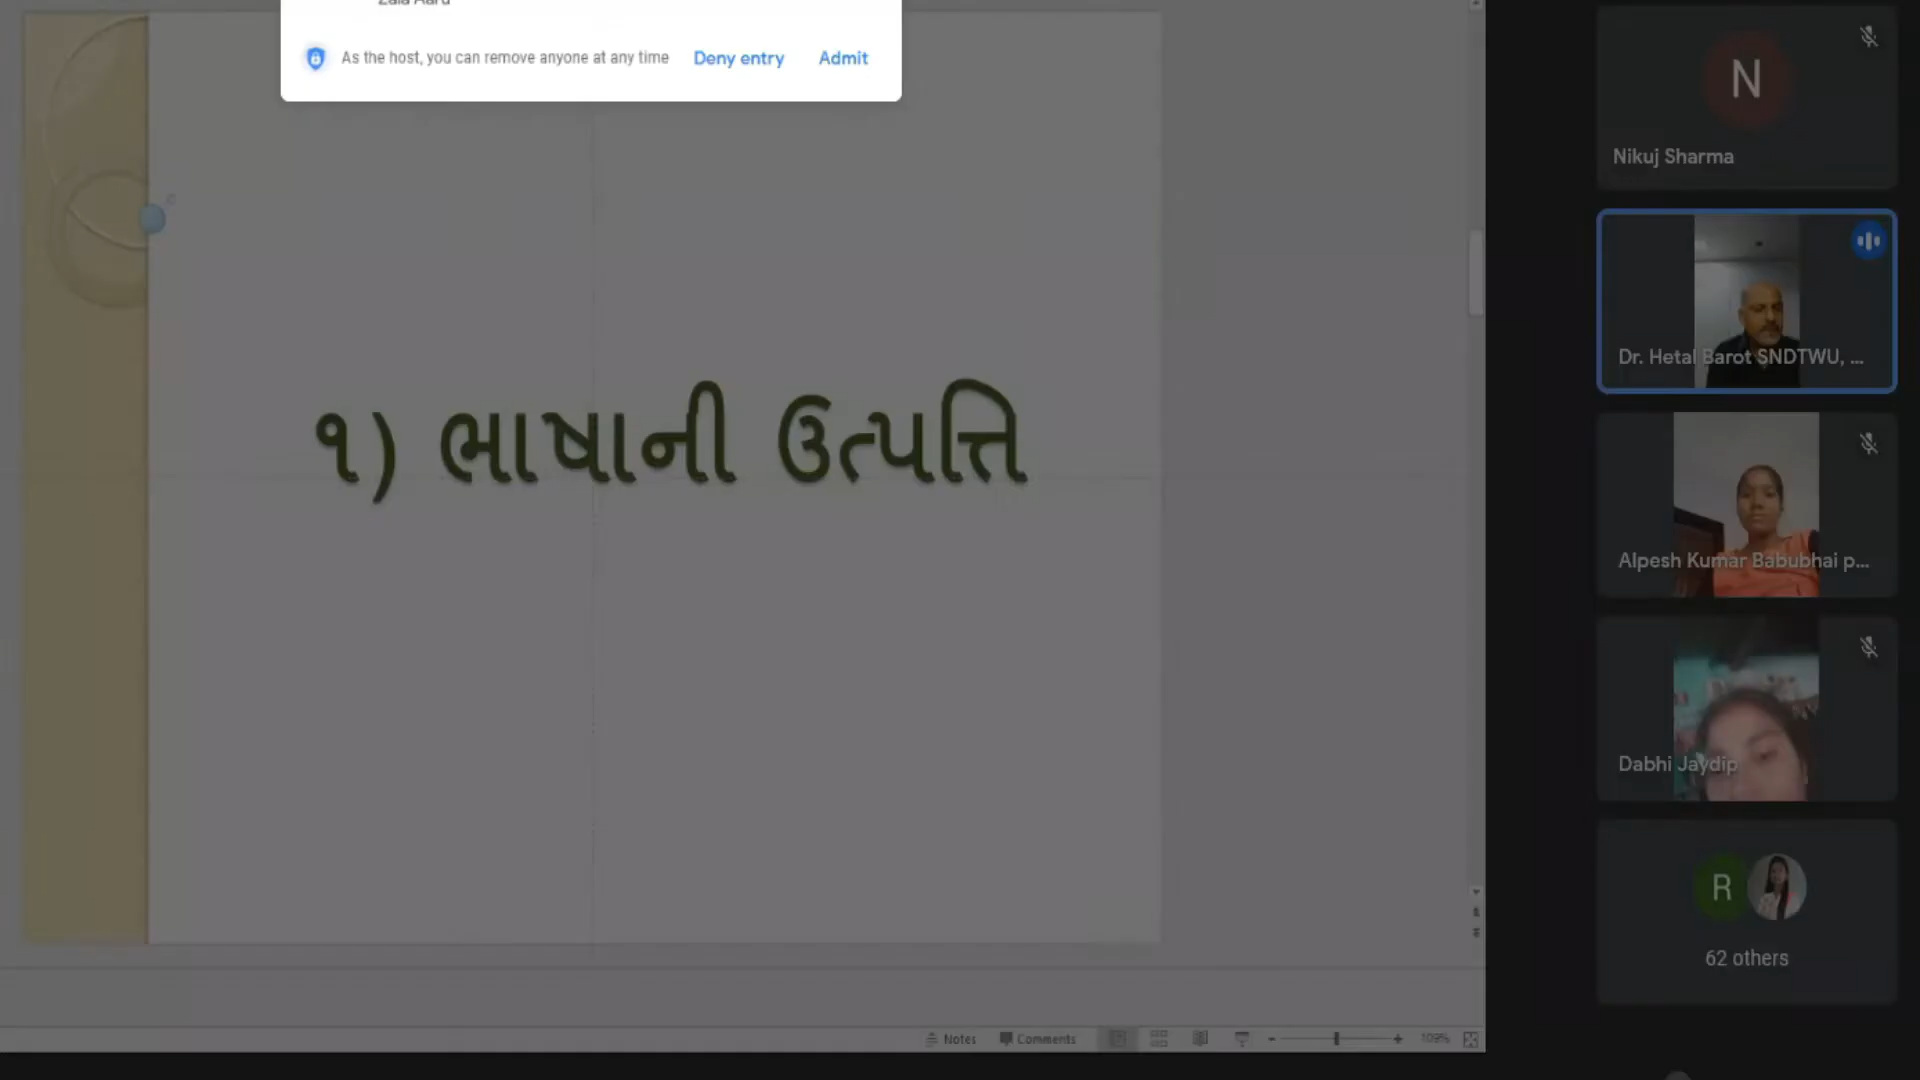 As the host, you can remove anyone at any time Deny entry Admit
૧) ભાષાની ઉત્પત્તિ
N
Nikuj Sharma
Dr. Hetal Barot SNDTWU, ...
Alpesh Kumar Babubhai p...
Dabhi Jaydip
R
62 others
Notes Comments 109%